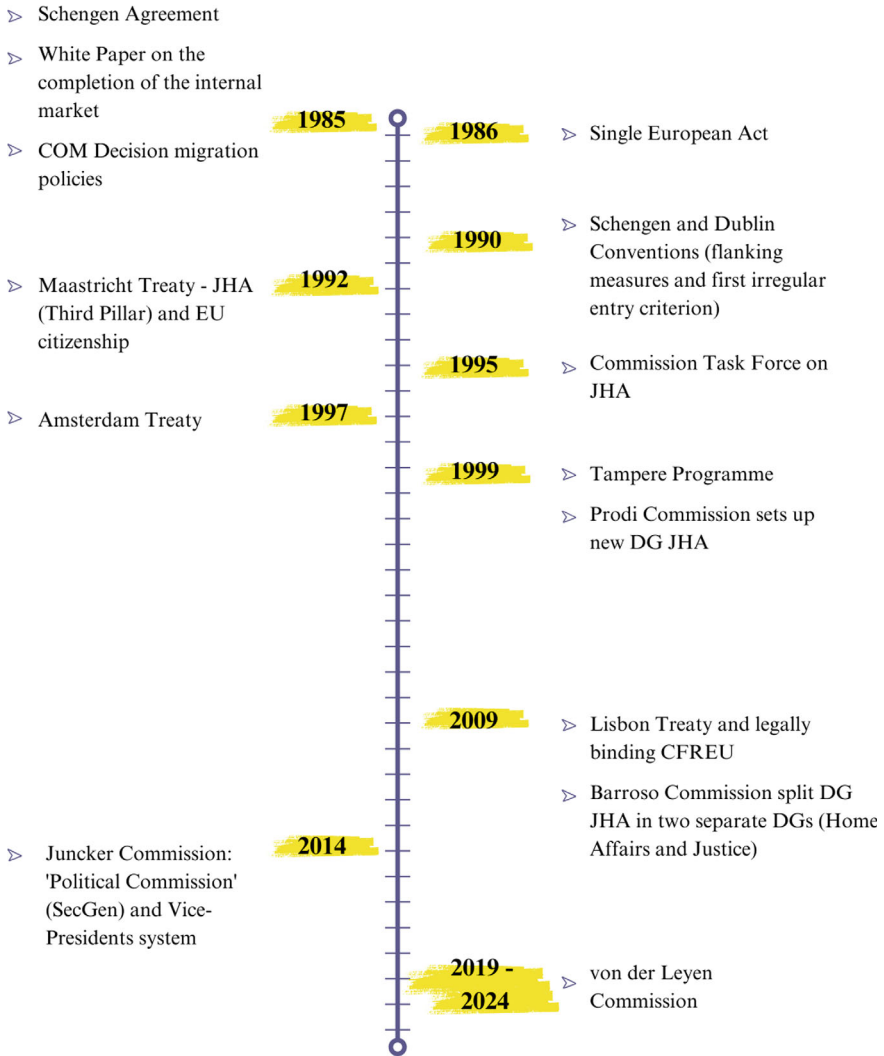 Schengen Agreement
White Paper on the
completion of the internal
market
COM Decision migration
policies
1985
1986
Single European Act
1990
Schengen and Dublin
Conventions (flanking
measures and first irregular
entry criterion)
1992
Maastricht Treaty - JHA
(Third Pillar) and EU
citizenship
1995
Commission Task Force on
JHA
1997
Amsterdam Treaty
1999
Tampere Programme
Prodi Commission sets up
new DG JHA
2009
Lisbon Treaty and legally
binding CFREU
Barroso Commission split DG
JHA in two separate DGs (Home
Affairs and Justice)
2014
Juncker Commission:
'Political Commission'
(SecGen) and Vice-
Presidents system
2019 -
2024
von der Leyen
Commission